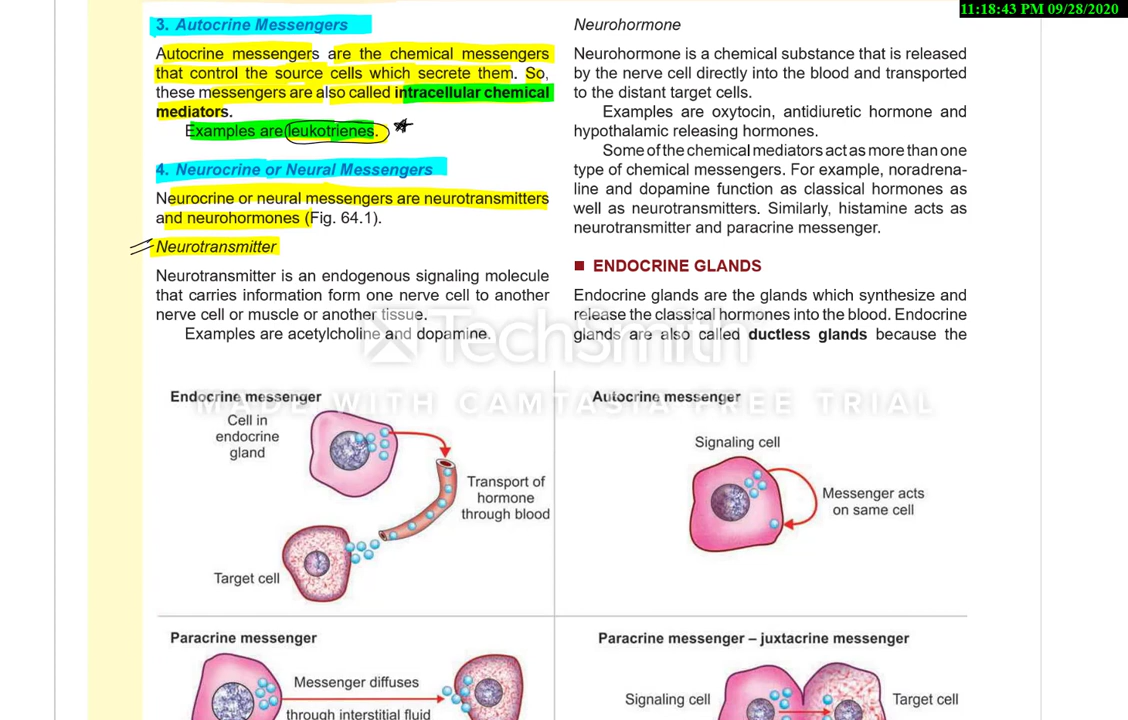 11:18:43 PM 09/28/2020
3. Autocrine Messengers
Autocrine messengers are the chemical messengers
that control the source cells which secrete them. So,
these messengers are also called intracellular chemical
mediators.
Examples are leukotrienes.
4. Neurocrine or Neural Messengers
Neurocrine or neural messengers are neurotransmitters
and neurohormones (Fig. 64.1).
Neurotransmitter
Neurotransmitter is an endogenous signaling molecule
that carries information form one nerve cell to another
nerve cell or muscle or another tissue.
Examples are acetylcholine and dopamine.
Neurohormone
Neurohormone is a chemical substance that is released
by the nerve cell directly into the blood and transported
to the distant target cells.
Examples are oxytocin, antidiuretic hormone and
hypothalamic releasing hormones.
Some of the chemical mediators act as more than one
type of chemical messengers. For example, noradrena-
line and dopamine function as classical hormones as
well as neurotransmitters. Similarly, histamine acts as
neurotransmitter and paracrine messenger.
ENDOCRINE GLANDS
Endocrine glands are the glands which synthesize and
release the classical hormones into the blood. Endocrine
glands are also called ductless glands because the
TechSmith
MADE WITH CAMTASIA FREE TRIAL
Endocrine messenger
Cell in
endocrine
gland
Transport of
hormone
through blood
Target cell
Autocrine messenger
Signaling cell
Messenger acts
on same cell
Paracrine messenger
Messenger diffuses
through interstitial fluid
Paracrine messenger – juxtacrine messenger
Signaling cell
Target cell